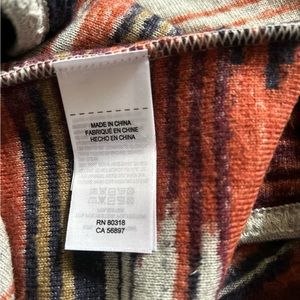 MADE IN CHINA
FABRIQUÉ EN CHINE
HECHO EN CHINA
RN 80318
CA 56897